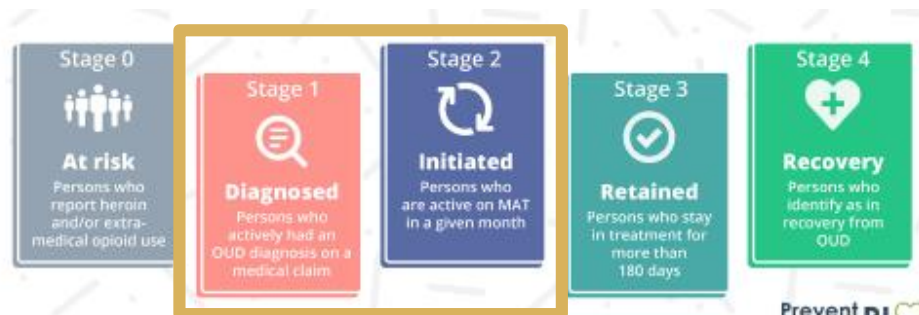 Stage 0
At risk
Persons who
report heroin
and/or extra-
medical opioid use
Stage 1
Diagnosed
Persons who
actively had an
OUD diagnosis on a
medical claim
Stage 2
Initiated
Persons who
are active on MAT
in a given month
Stage 3
Retained
Persons who stay
in treatment for
more than
180 days
Stage 4
Recovery
Persons who
identify as in
recovery from
OUD
Prevent